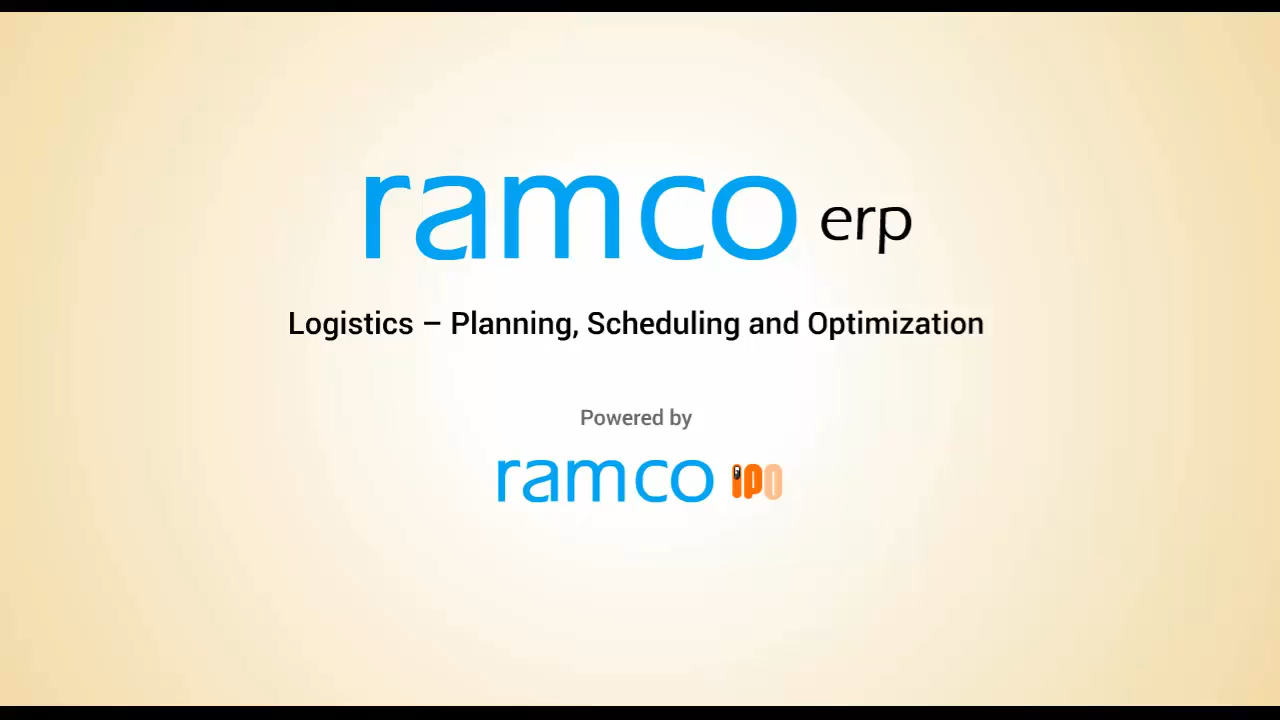 ramco erp
Logistics – Planning, Scheduling and Optimization
Powered by
ramco ipo